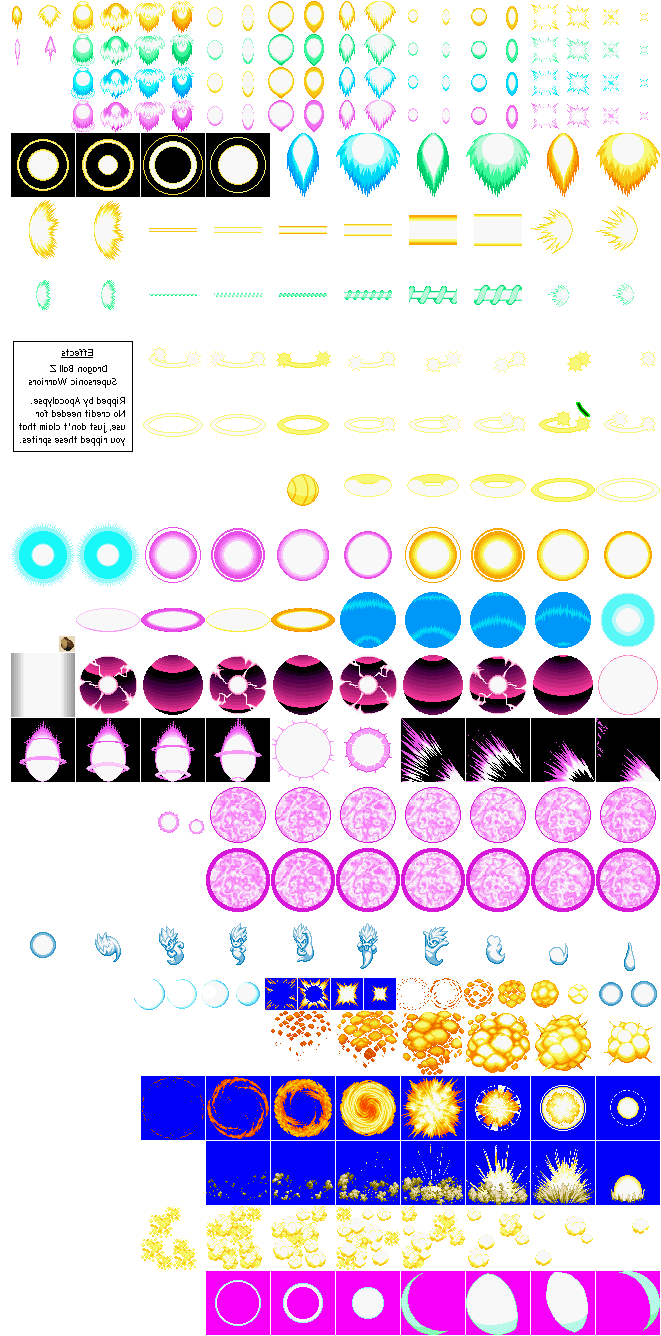 Effects
Dragon Ball Z
Supersonic Warriors
Ripped by Apocalypse.
No credit needed for
use, just don't claim that
you ripped these sprites.